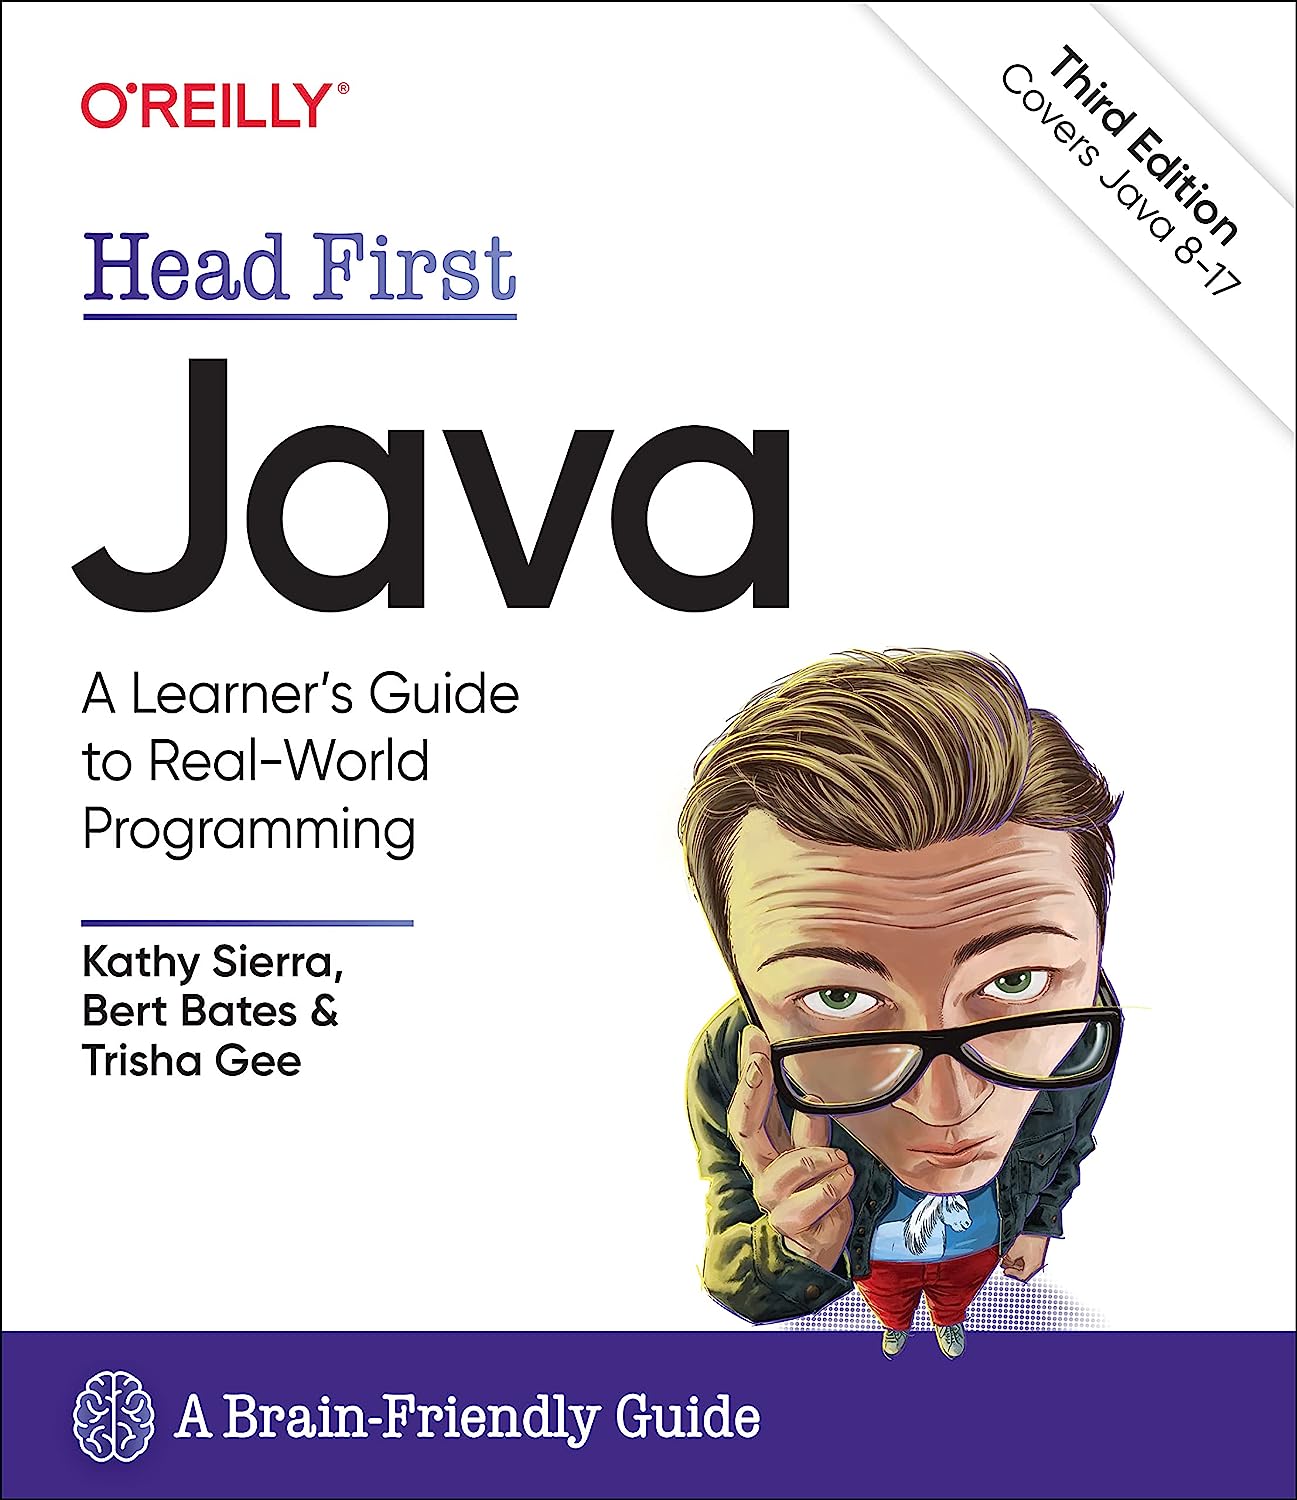 O'REILLY®
Third Edition
Covers Java 8-17
Head First
Java
A Learner’s Guide
to Real-World
Programming
Kathy Sierra,
Bert Bates &
Trisha Gee
A Brain-Friendly Guide